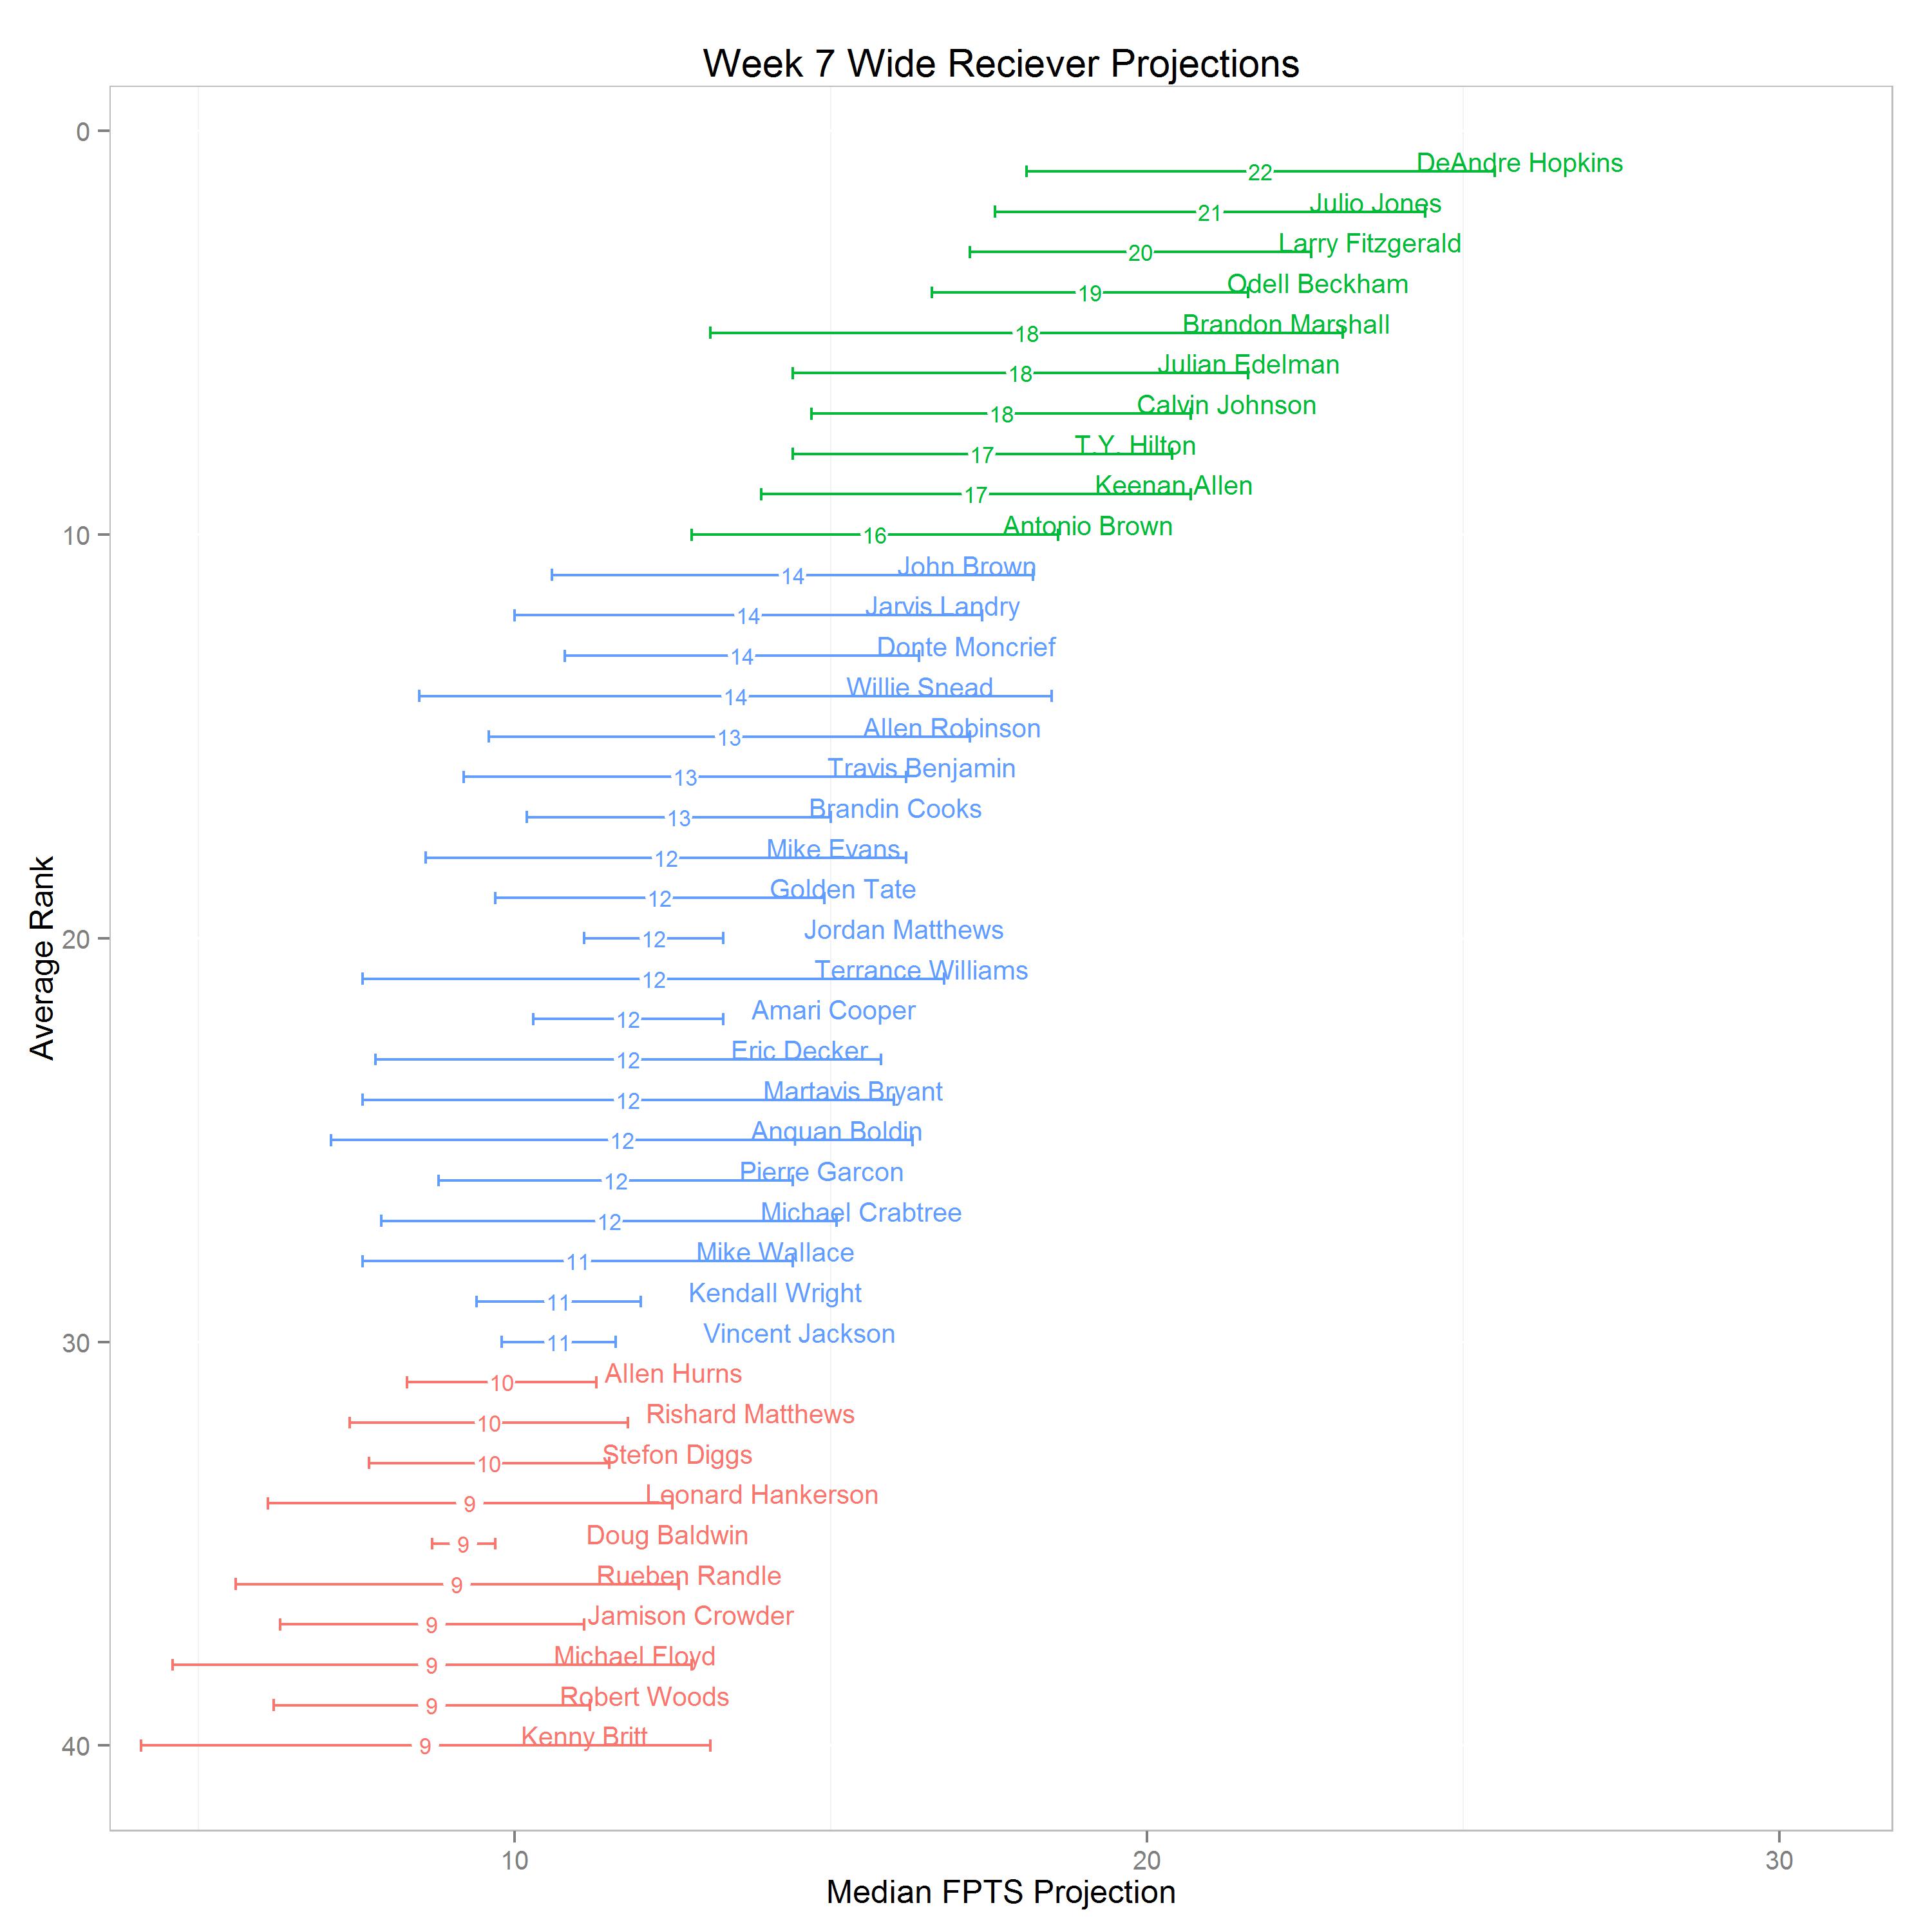 Week 7 Wide Reciever Projections
0
22 DeAndre Hopkins
21 Julio Jones
20 Larry Fitzgerald
19 Odell Beckham
18 Brandon Marshall
18 Julian Edelman
18 Calvin Johnson
17 T.Y. Hilton
17 Keenan Allen
10 16 Antonio Brown
14 John Brown
14 Jarvis Landry
14 Donte Moncrief
14 Willie Snead
13 Allen Robinson
13 Travis Benjamin
13 Brandin Cooks
12 Mike Evans
12 Golden Tate
20 12 Jordan Matthews
12 Terrance Williams
12 Amari Cooper
12 Eric Decker
12 Martavis Bryant
12 Anquan Boldin
12 Pierre Garcon
12 Michael Crabtree
11 Mike Wallace
11 Kendall Wright
30 11 Vincent Jackson
10 Allen Hurns
10 Rishard Matthews
10 Stefon Diggs
9 Leonard Hankerson
9 Doug Baldwin
9 Rueben Randle
9 Jamison Crowder
9 Michael Floyd
9 Robert Woods
40 9 Kenny Britt
Average Rank
10 20 30
Median FPTS Projection